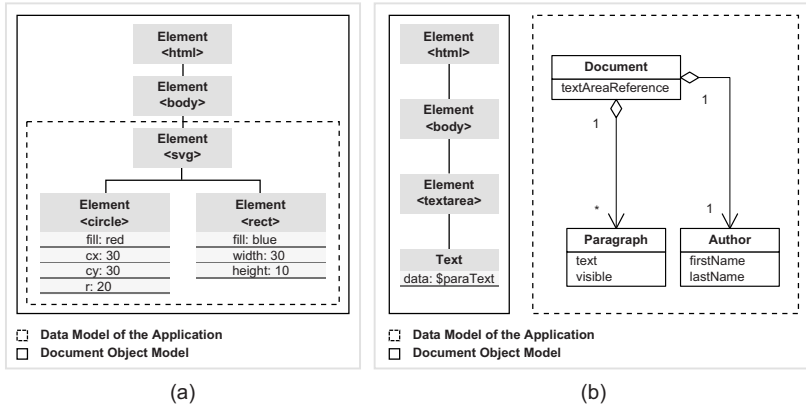 Element
<html>
Element
<body>
Element
<svg>
Element
<circle>
fill: red
cx: 30
cy: 30
r: 20
Element
<rect>
fill: blue
width: 30
height: 10
Data Model of the Application
Document Object Model
(a)
Element
<html>
Element
<body>
Element
<textarea>
Text
data: $paraText
Document
textAreaReference
1
1
*
1
Paragraph
text
visible
Author
firstName
lastName
Data Model of the Application
Document Object Model
(b)